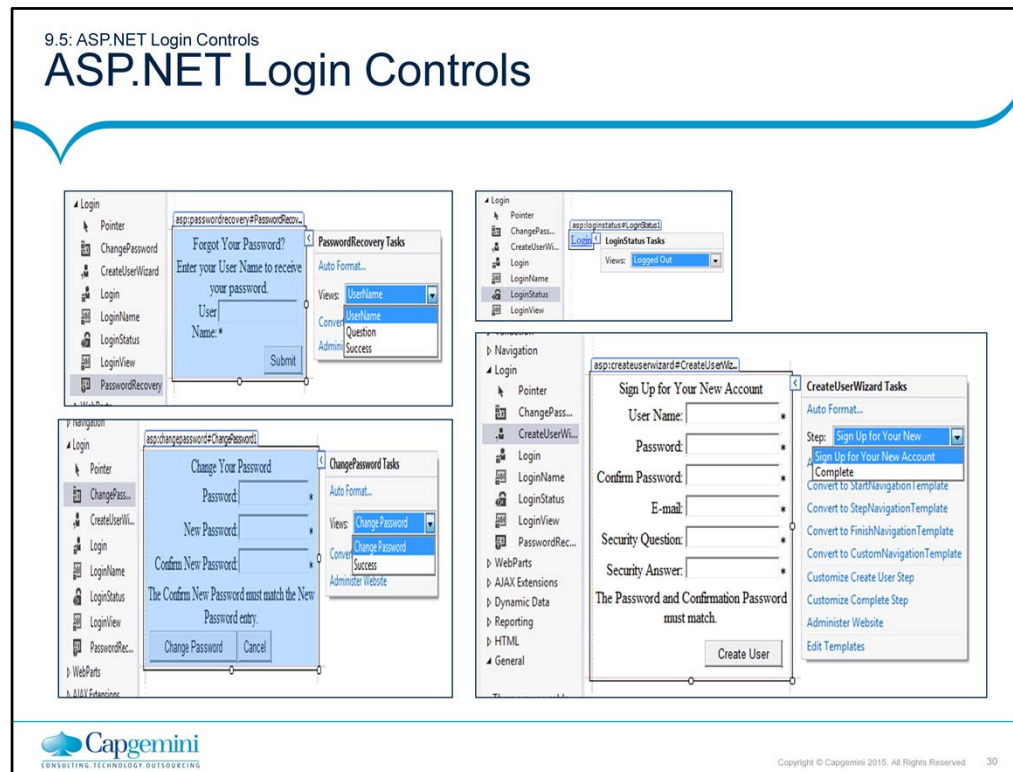 9.5: ASP.NET Login Controls
ASP.NET Login Controls
Login
Pointer
ChangePassword
CreateUserWizard
Login
LoginName
LoginStatus
LoginView
PasswordRecovery
asp:passwordrecovery#PasswordRecov...
Forgot Your Password?
Enter your User Name to receive
your password.
User
Name: *
Submit
PasswordRecovery Tasks
Auto Format...
Views: UserName
UserName
Question
Success
Conver
Admini
Login
Pointer
ChangePass...
CreateUserWi...
Login
LoginName
LoginStatus
LoginView
asp:loginstatus#LoginStatus1
Login
LoginStatus Tasks
Views: Logged Out
Navigation
Login
Pointer
ChangePass...
CreateUserWi...
Login
LoginName
LoginStatus
LoginView
PasswordRec...
WebParts
AJAX Extensions
asp:changepassword#ChangePassword1
Change Your Password
Password: *
New Password: *
Confirm New Password: *
The Confirm New Password must match the New
Password entry.
Change Password Cancel
ChangePassword Tasks
Auto Format...
Views: Change Password
Change Password
Success
Conver
Administer Website
Navigation
Login
Pointer
ChangePass...
CreateUserWi...
Login
LoginName
LoginStatus
LoginView
PasswordRec...
WebParts
AJAX Extensions
Dynamic Data
Reporting
HTML
General
asp:createuserwizard#CreateUserWiz...
Sign Up for Your New Account
User Name: *
Password: *
Confirm Password: *
E-mail: *
Security Question: *
Security Answer: *
The Password and Confirmation Password
must match.
Create User
CreateUserWizard Tasks
Auto Format...
Step: Sign Up for Your New
Sign Up for Your New Account
Complete
Convert to StartNavigationTemplate
Convert to StepNavigationTemplate
Convert to FinishNavigationTemplate
Convert to CustomNavigationTemplate
Customize Create User Step
Customize Complete Step
Administer Website
Edit Templates
Capgemini
CONSULTING.TECHNOLOGY.OUTSOURCING
Copyright © Capgemini 2015. All Rights Reserved 30